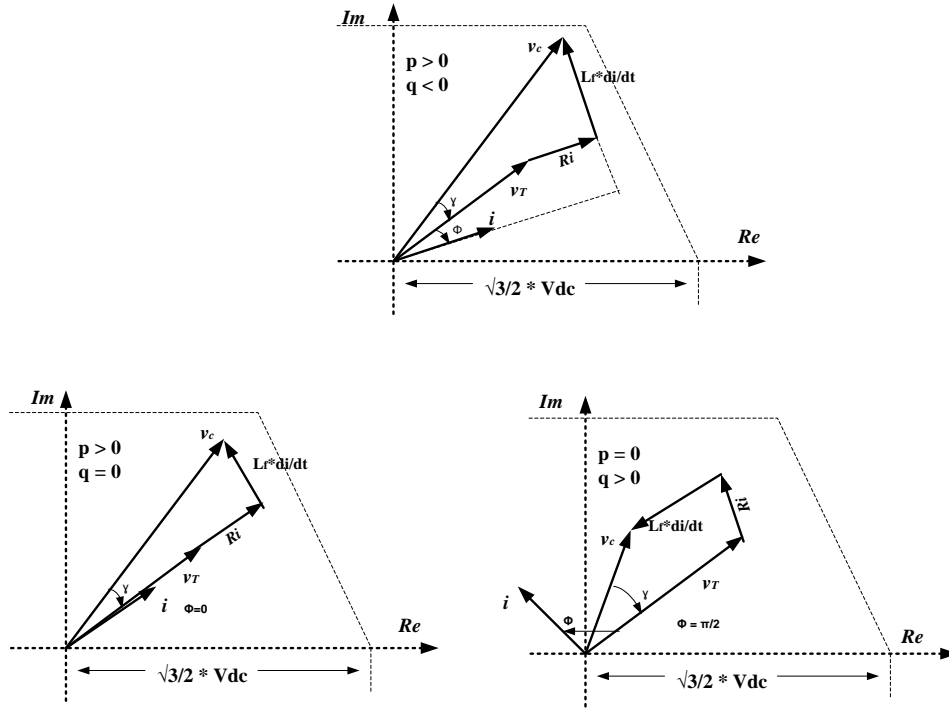 Im
vc
p > 0
q < 0
Lf*di/dt
Ri
vT
γ
Φ
i
Re
√3/2 * Vdc
Im
vc
p > 0
q = 0
Lf*di/dt
Ri
vT
γ
i
Φ=0
Re
√3/2 * Vdc
Im
p = 0
q > 0
Ri
Lf*di/dt
vc
vT
γ
i
Φ
Φ = π/2
Re
√3/2 * Vdc